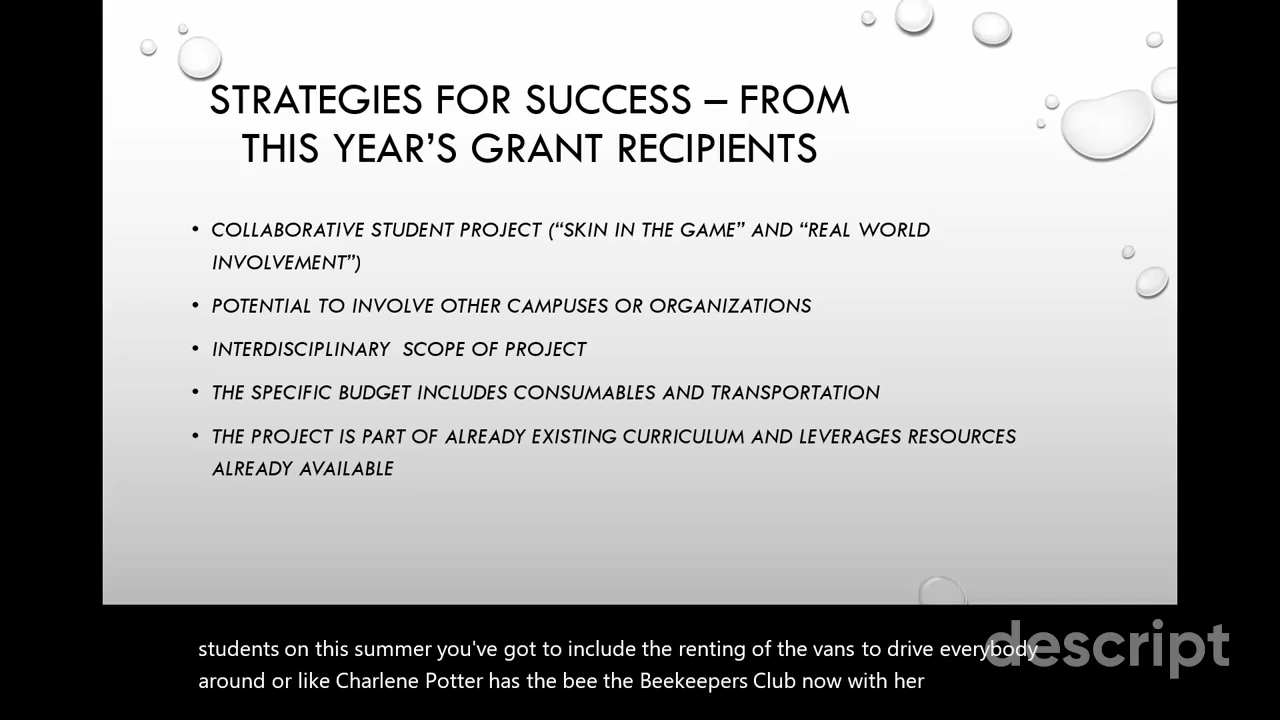 STRATEGIES FOR SUCCESS – FROM
THIS YEAR’S GRANT RECIPIENTS
• COLLABORATIVE STUDENT PROJECT (“SKIN IN THE GAME” AND “REAL WORLD
INVOLVEMENT”)
• POTENTIAL TO INVOLVE OTHER CAMPUSES OR ORGANIZATIONS
• INTERDISCIPLINARY  SCOPE OF PROJECT
• THE SPECIFIC BUDGET INCLUDES CONSUMABLES AND TRANSPORTATION
• THE PROJECT IS PART OF ALREADY EXISTING CURRICULUM AND LEVERAGES RESOURCES
ALREADY AVAILABLE
students on this summer you've got to include the renting of the vans to drive everybody
around or like Charlene Potter has the bee the Beekeepers Club now with her
descript